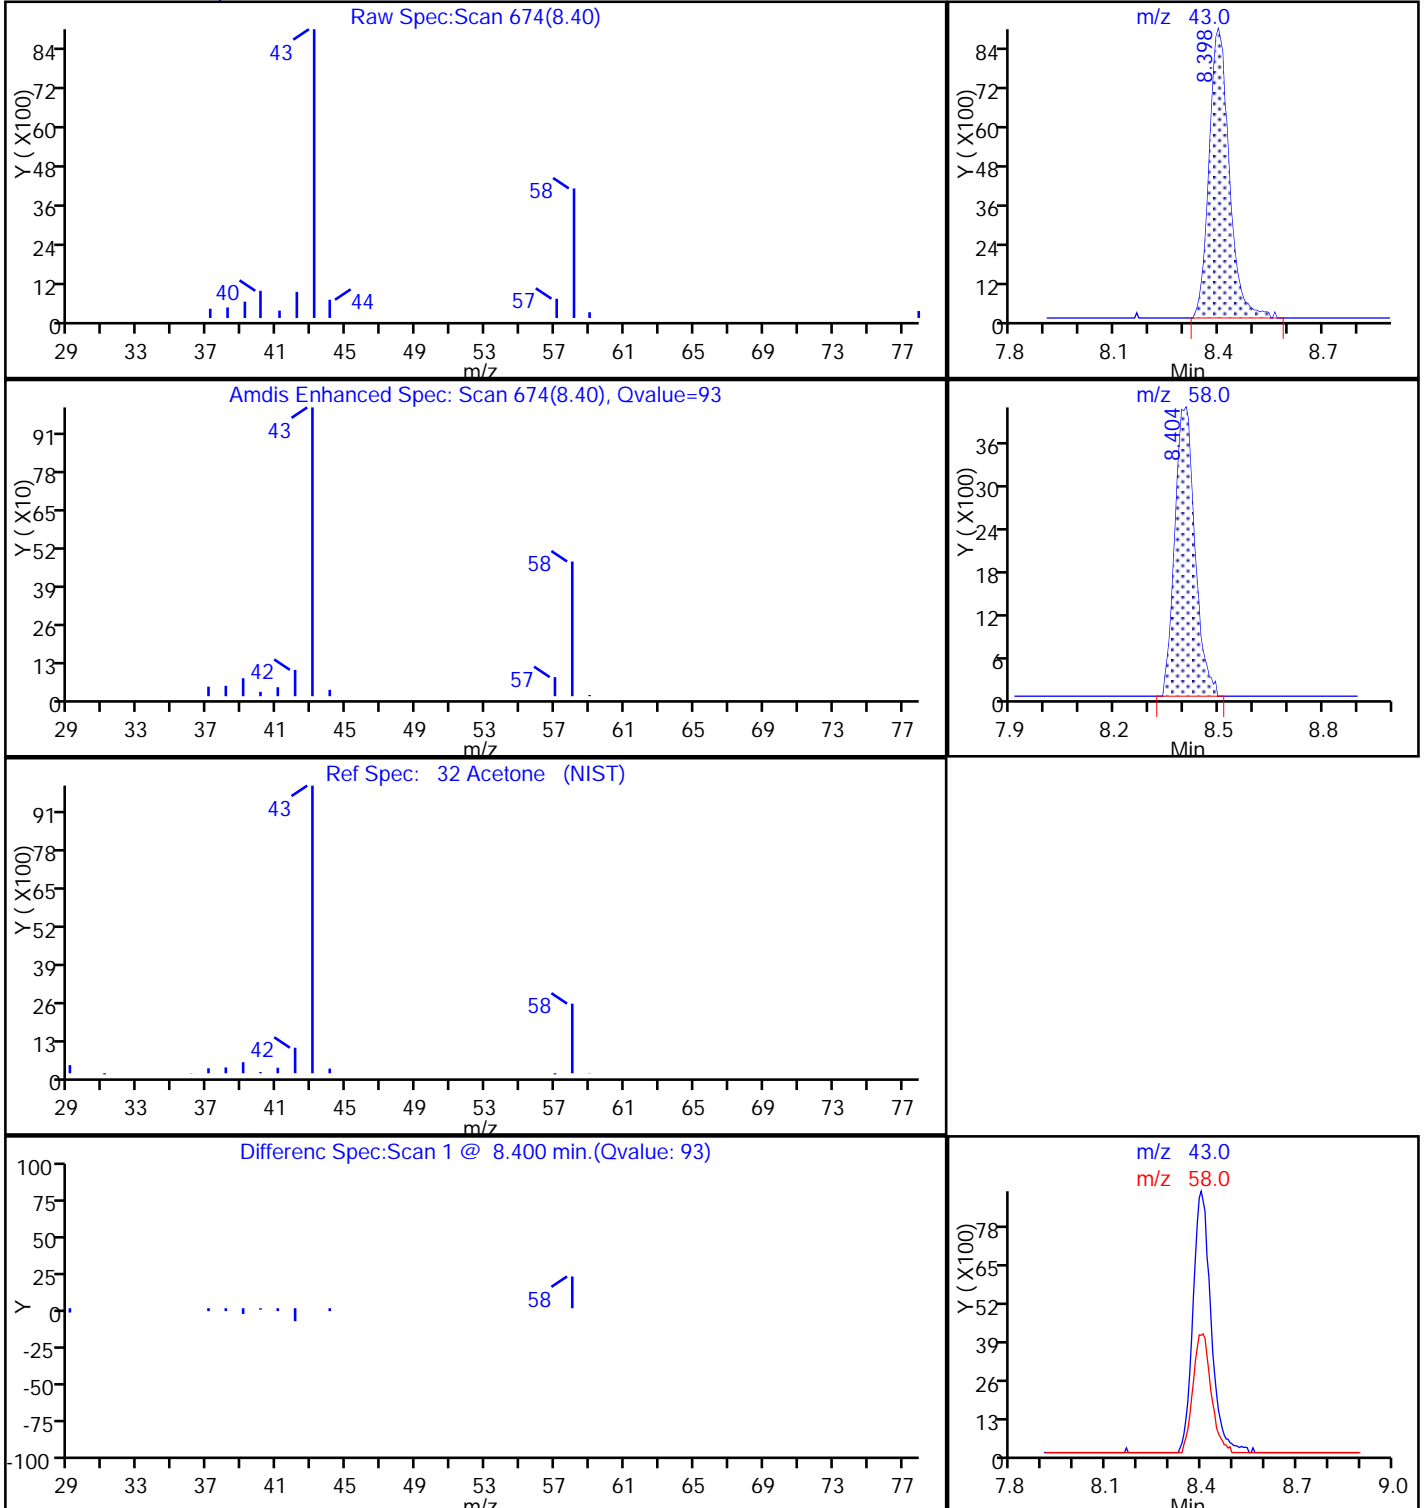 Raw Spec:Scan 674(8.40)
Y ( X100)
84
72
60
48
36
24
12
0
43
58
40
44
57
29 33 37 41 45 49 53 57 61 65 69 73 77
m/z
m/z 43.0
8.398
Y ( X100)
84
72
60
48
36
24
12
0
7.8 8.1 8.4 8.7
Min
Amdis Enhanced Spec: Scan 674(8.40), Qvalue=93
Y ( X10)
91
78
65
52
39
26
13
0
43
58
42
57
29 33 37 41 45 49 53 57 61 65 69 73 77
m/z
m/z 58.0
8.404
Y ( X100)
36
30
24
18
12
6
0
7.9 8.2 8.5 8.8
Min
Ref Spec: 32 Acetone (NIST)
Y ( X100)
91
78
65
52
39
26
13
0
43
58
42
29 33 37 41 45 49 53 57 61 65 69 73 77
m/z
Differenc Spec:Scan 1 @ 8.400 min.(Qvalue: 93)
Y
100
75
50
25
0
-25
-50
-75
-100
58
29 33 37 41 45 49 53 57 61 65 69 73 77
m/z
m/z 43.0
m/z 58.0
Y ( X100)
78
65
52
39
26
13
0
7.8 8.1 8.4 8.7 9.0
Min